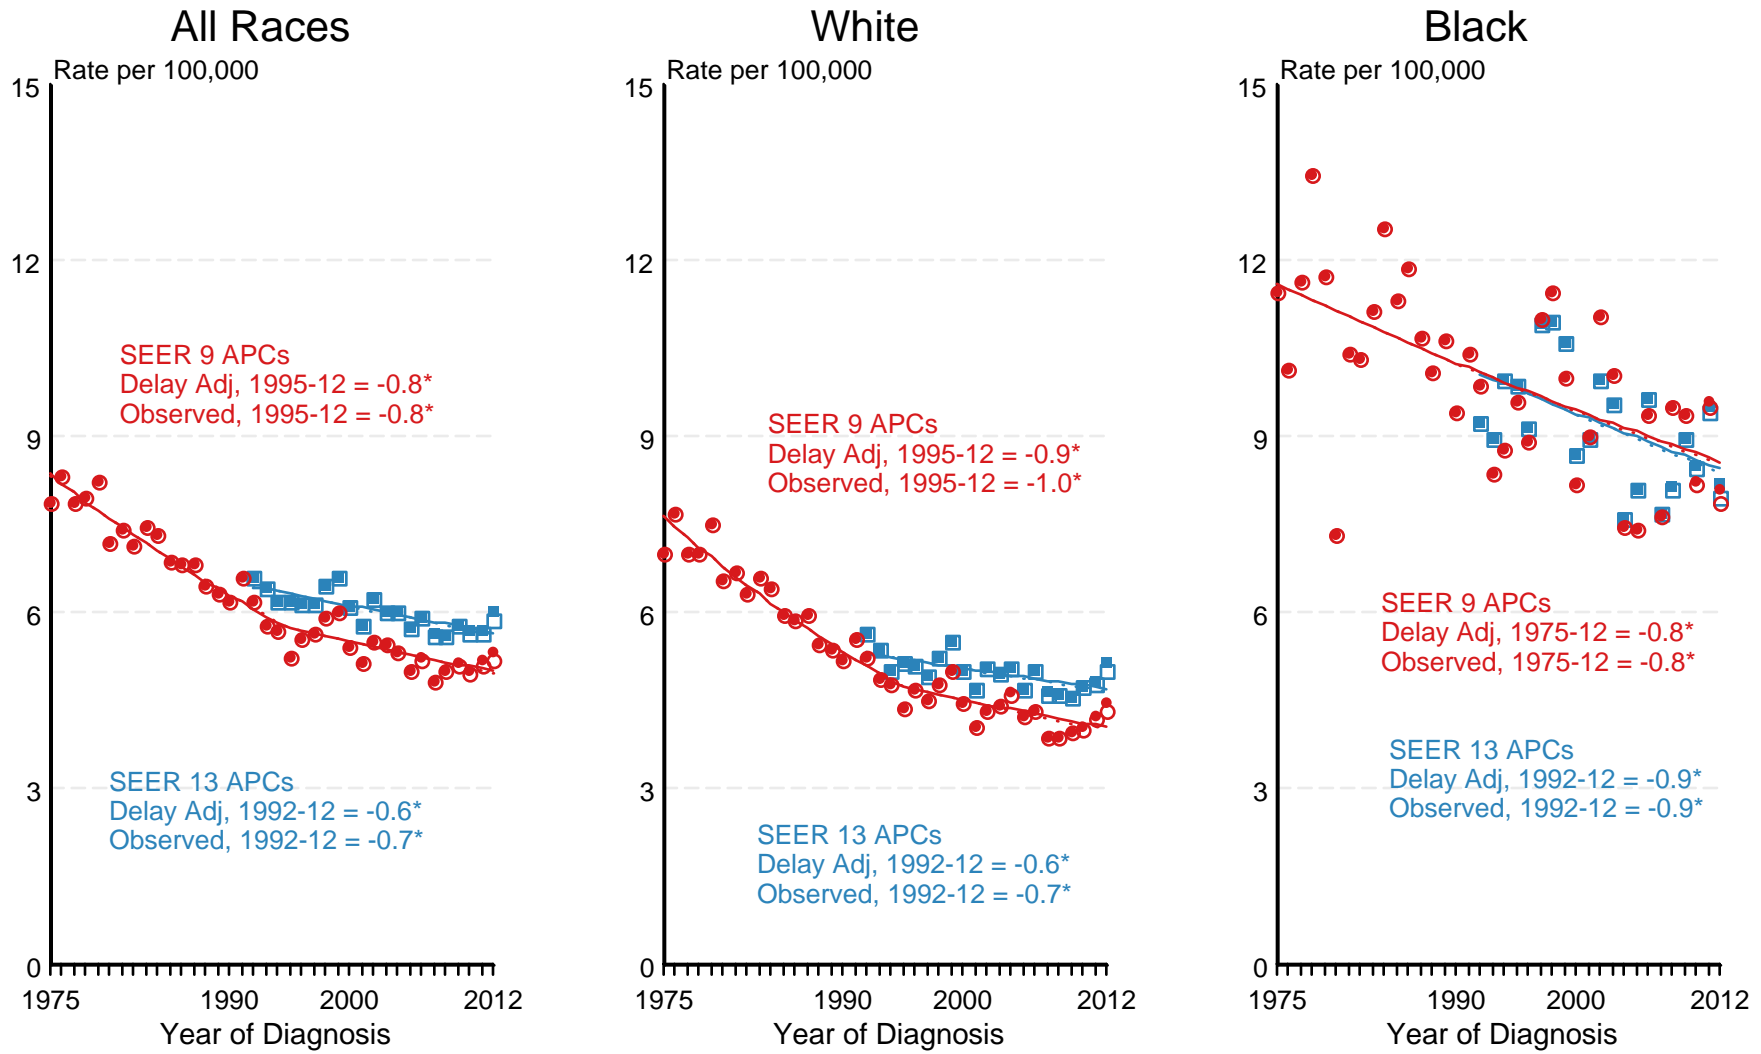 All Races
Rate per 100,000
15
12
9
6
3
0
SEER 9 APCs
Delay Adj, 1995-12 = -0.8*
Observed, 1995-12 = -0.8*
SEER 13 APCs
Delay Adj, 1992-12 = -0.6*
Observed, 1992-12 = -0.7*
1975 1990 2000 2012
Year of Diagnosis
White
Rate per 100,000
15
12
9
6
3
0
SEER 9 APCs
Delay Adj, 1995-12 = -0.9*
Observed, 1995-12 = -1.0*
SEER 13 APCs
Delay Adj, 1992-12 = -0.6*
Observed, 1992-12 = -0.7*
1975 1990 2000 2012
Year of Diagnosis
Black
Rate per 100,000
15
12
9
6
3
0
SEER 9 APCs
Delay Adj, 1975-12 = -0.8*
Observed, 1975-12 = -0.8*
SEER 13 APCs
Delay Adj, 1992-12 = -0.9*
Observed, 1992-12 = -0.9*
1975 1990 2000 2012
Year of Diagnosis